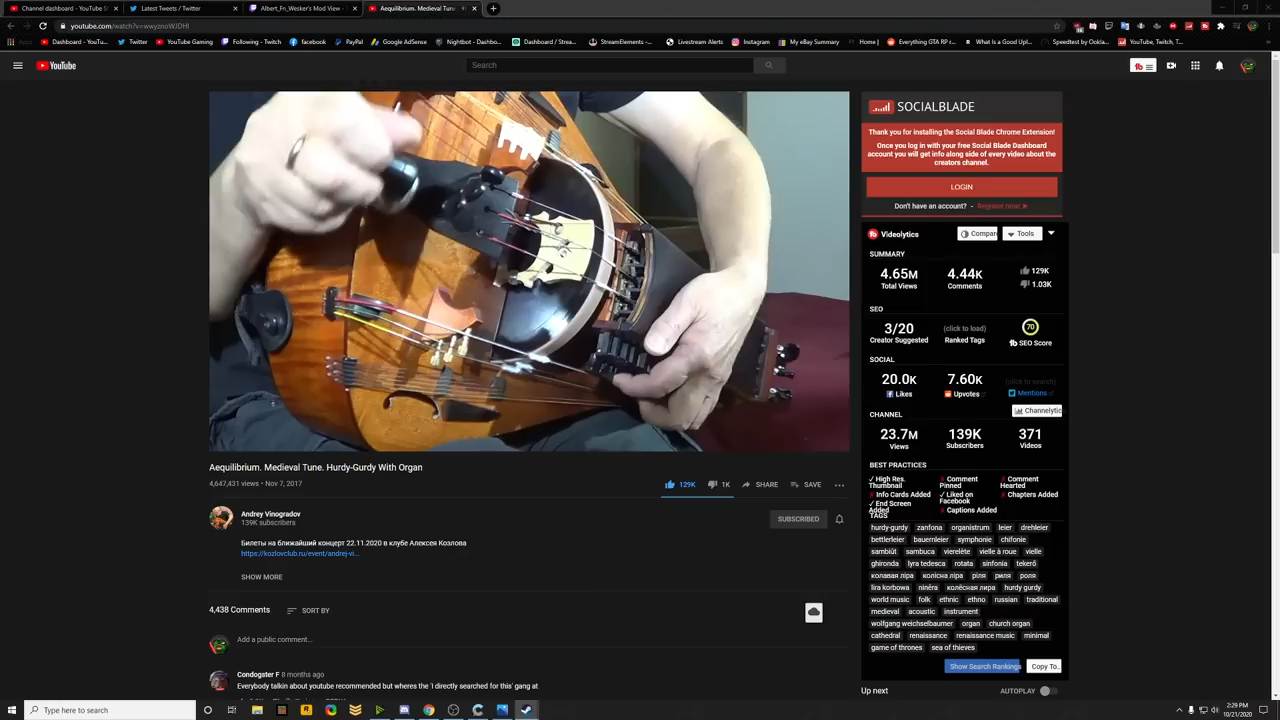 Channel dashboard - YouTube S
Latest Tweets / Twitter
Albert_Fn_Wesker's Mod View -
Aequilibrium. Medieval Tune
youtube.com/watch?v=wwyznoWJDHI
Dashboard - YouTu...
Twitter
YouTube Gaming
Following - Twitch
facebook
PayPal
Google AdSense
Nightbot - Dashbo...
Dashboard / Strea...
StreamElements -...
Livestream Alerts
Instagram
My eBay Summary
Home |
Everything GTA RP s...
What Is a Good Upl...
Speedtest by Ookla...
YouTube, Twitch, T...
YouTube
Search
SOCIALBLADE
Thank you for installing the Social Blade Chrome Extension!
Once you log in with your free Social Blade Dashboard
account you will get info along side of every video about the
creators channel.
LOGIN
Don't have an account? - Register now!
Videolytics
Compar
Tools
SUMMARY
4.65M 4.44K 129K
Total Views Comments 1.03K
SEO
3/20 (click to load) 70
Creator Suggested Ranked Tags SEO Score
SOCIAL
20.0K 7.60K (click to search)
Likes Upvotes Mentions
CHANNEL
Channelytic
23.7M 139K 371
Views Subscribers Videos
BEST PRACTICES
✓ High Res. Thumbnail
✗ Comment Pinned
✗ Comment Hearted
✗ Info Cards Added
✓ Liked on Facebook
✗ Chapters Added
✓ End Screen Added
✗ Captions Added
TAGS
hurdy-gurdy zanfona organistrum leier drehleier
bettlerleier bauernleier symphonie chifonie
sambiût sambuca vierelète vielle à roue vielle
ghironda lyra tedesca rotata sinfonia tekerő
колавая ліра колісна ліра ріля риля роля
lira korbowa ninëra колёсная лира hurdy gurdy
world music folk ethnic ethno russian traditional
medieval acoustic instrument
wolfgang weichselbaumer organ church organ
cathedral renaissance renaissance music minimal
game of thrones sea of thieves
Show Search Rankings
Copy To..
Up next
AUTOPLAY
Aequilibrium. Medieval Tune. Hurdy-Gurdy With Organ
4,647,431 views • Nov 7, 2017
129K 1K SHARE SAVE
Andrey Vinogradov
139K subscribers
SUBSCRIBED
Билеты на ближайший концерт 22.11.2020 в клубе Алексея Козлова
https://kozlovclub.ru/event/andrej-vi...
SHOW MORE
4,438 Comments
SORT BY
Add a public comment...
Condogster F 8 months ago
Everybody talkin about youtube recommended but wheres the 'I directly searched for this' gang at
Type here to search
2:29 PM
10/21/2020